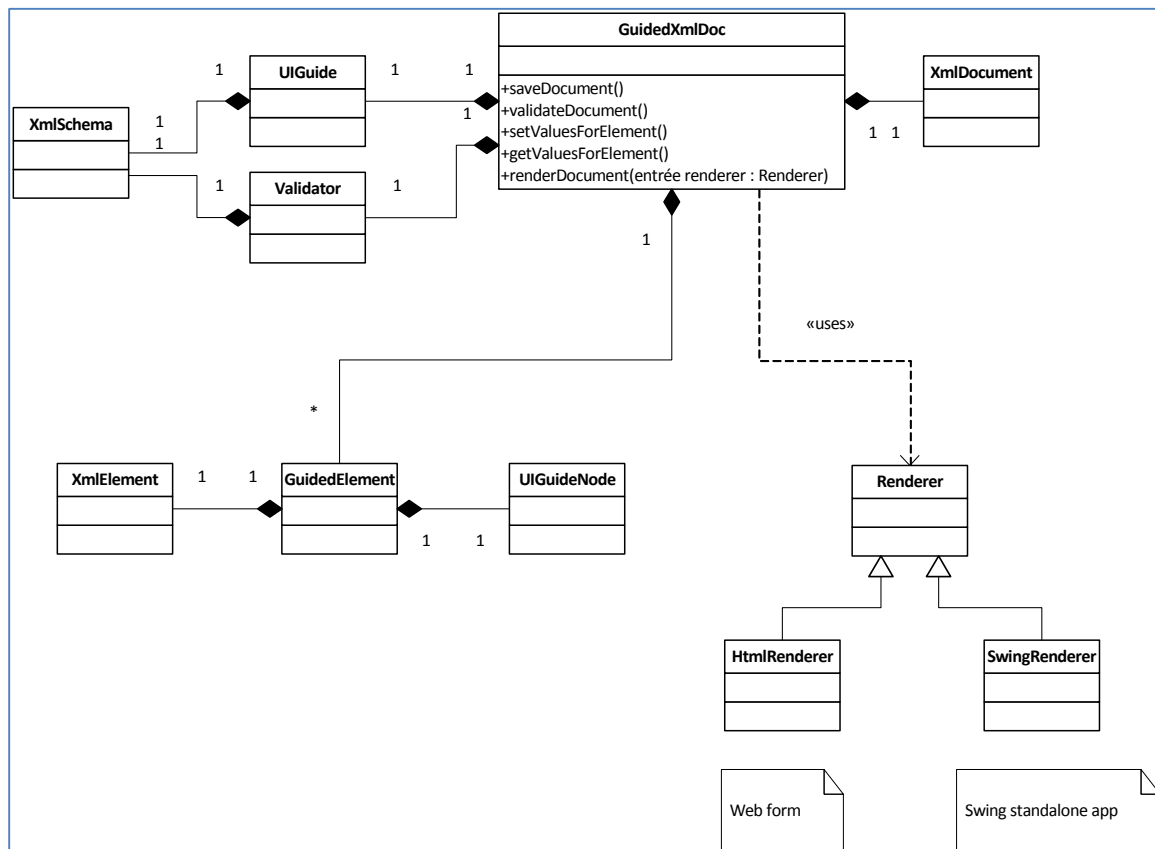 GuidedXmlDoc
+saveDocument()
+validateDocument()
+setValuesForElement()
+getValuesForElement()
+renderDocument(entrée renderer : Renderer)
UIGuide
XmlDocument
XmlSchema
Validator
1
1
1
1
1
1
1
1
1 1
1
«uses»
*
XmlElement
1
1
GuidedElement
UIGuideNode
1
1
Renderer
HtmlRenderer
SwingRenderer
Web form
Swing standalone app